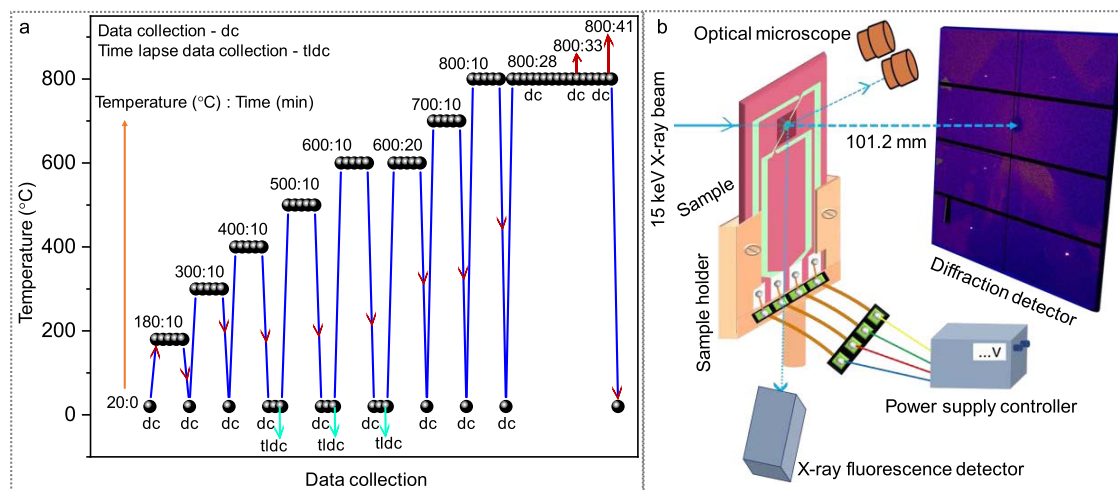 a
Data collection - dc
Time lapse data collection - tldc
Temperature (°C) : Time (min)
Temperature (°C)
800
600
400
200
0
20:0
180:10
300:10
400:10
500:10
600:10
600:20
700:10
800:10
800:28
800:33
800:41
dc
dc
dc
dc
dc
dc
dc
dc
dc
dc
dc
dc
tldc
tldc
tldc
Data collection
b
Optical microscope
15 keV X-ray beam
101.2 mm
Sample
Sample holder
Diffraction detector
...V
Power supply controller
X-ray fluorescence detector